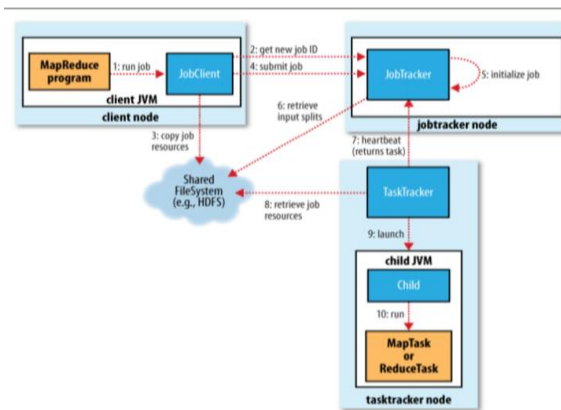 MapReduce
program
1: run job
JobClient
client JVM
client node
2: get new job ID
4: submit job
JobTracker
5: initialize job
jobtracker node
3: copy job
resources
6: retrieve
input splits
7: heartbeat
(returns task)
Shared
FileSystem
(e.g., HDFS)
8: retrieve job
resources
TaskTracker
9: launch
child JVM
Child
10: run
MapTask
or
ReduceTask
tasktracker node